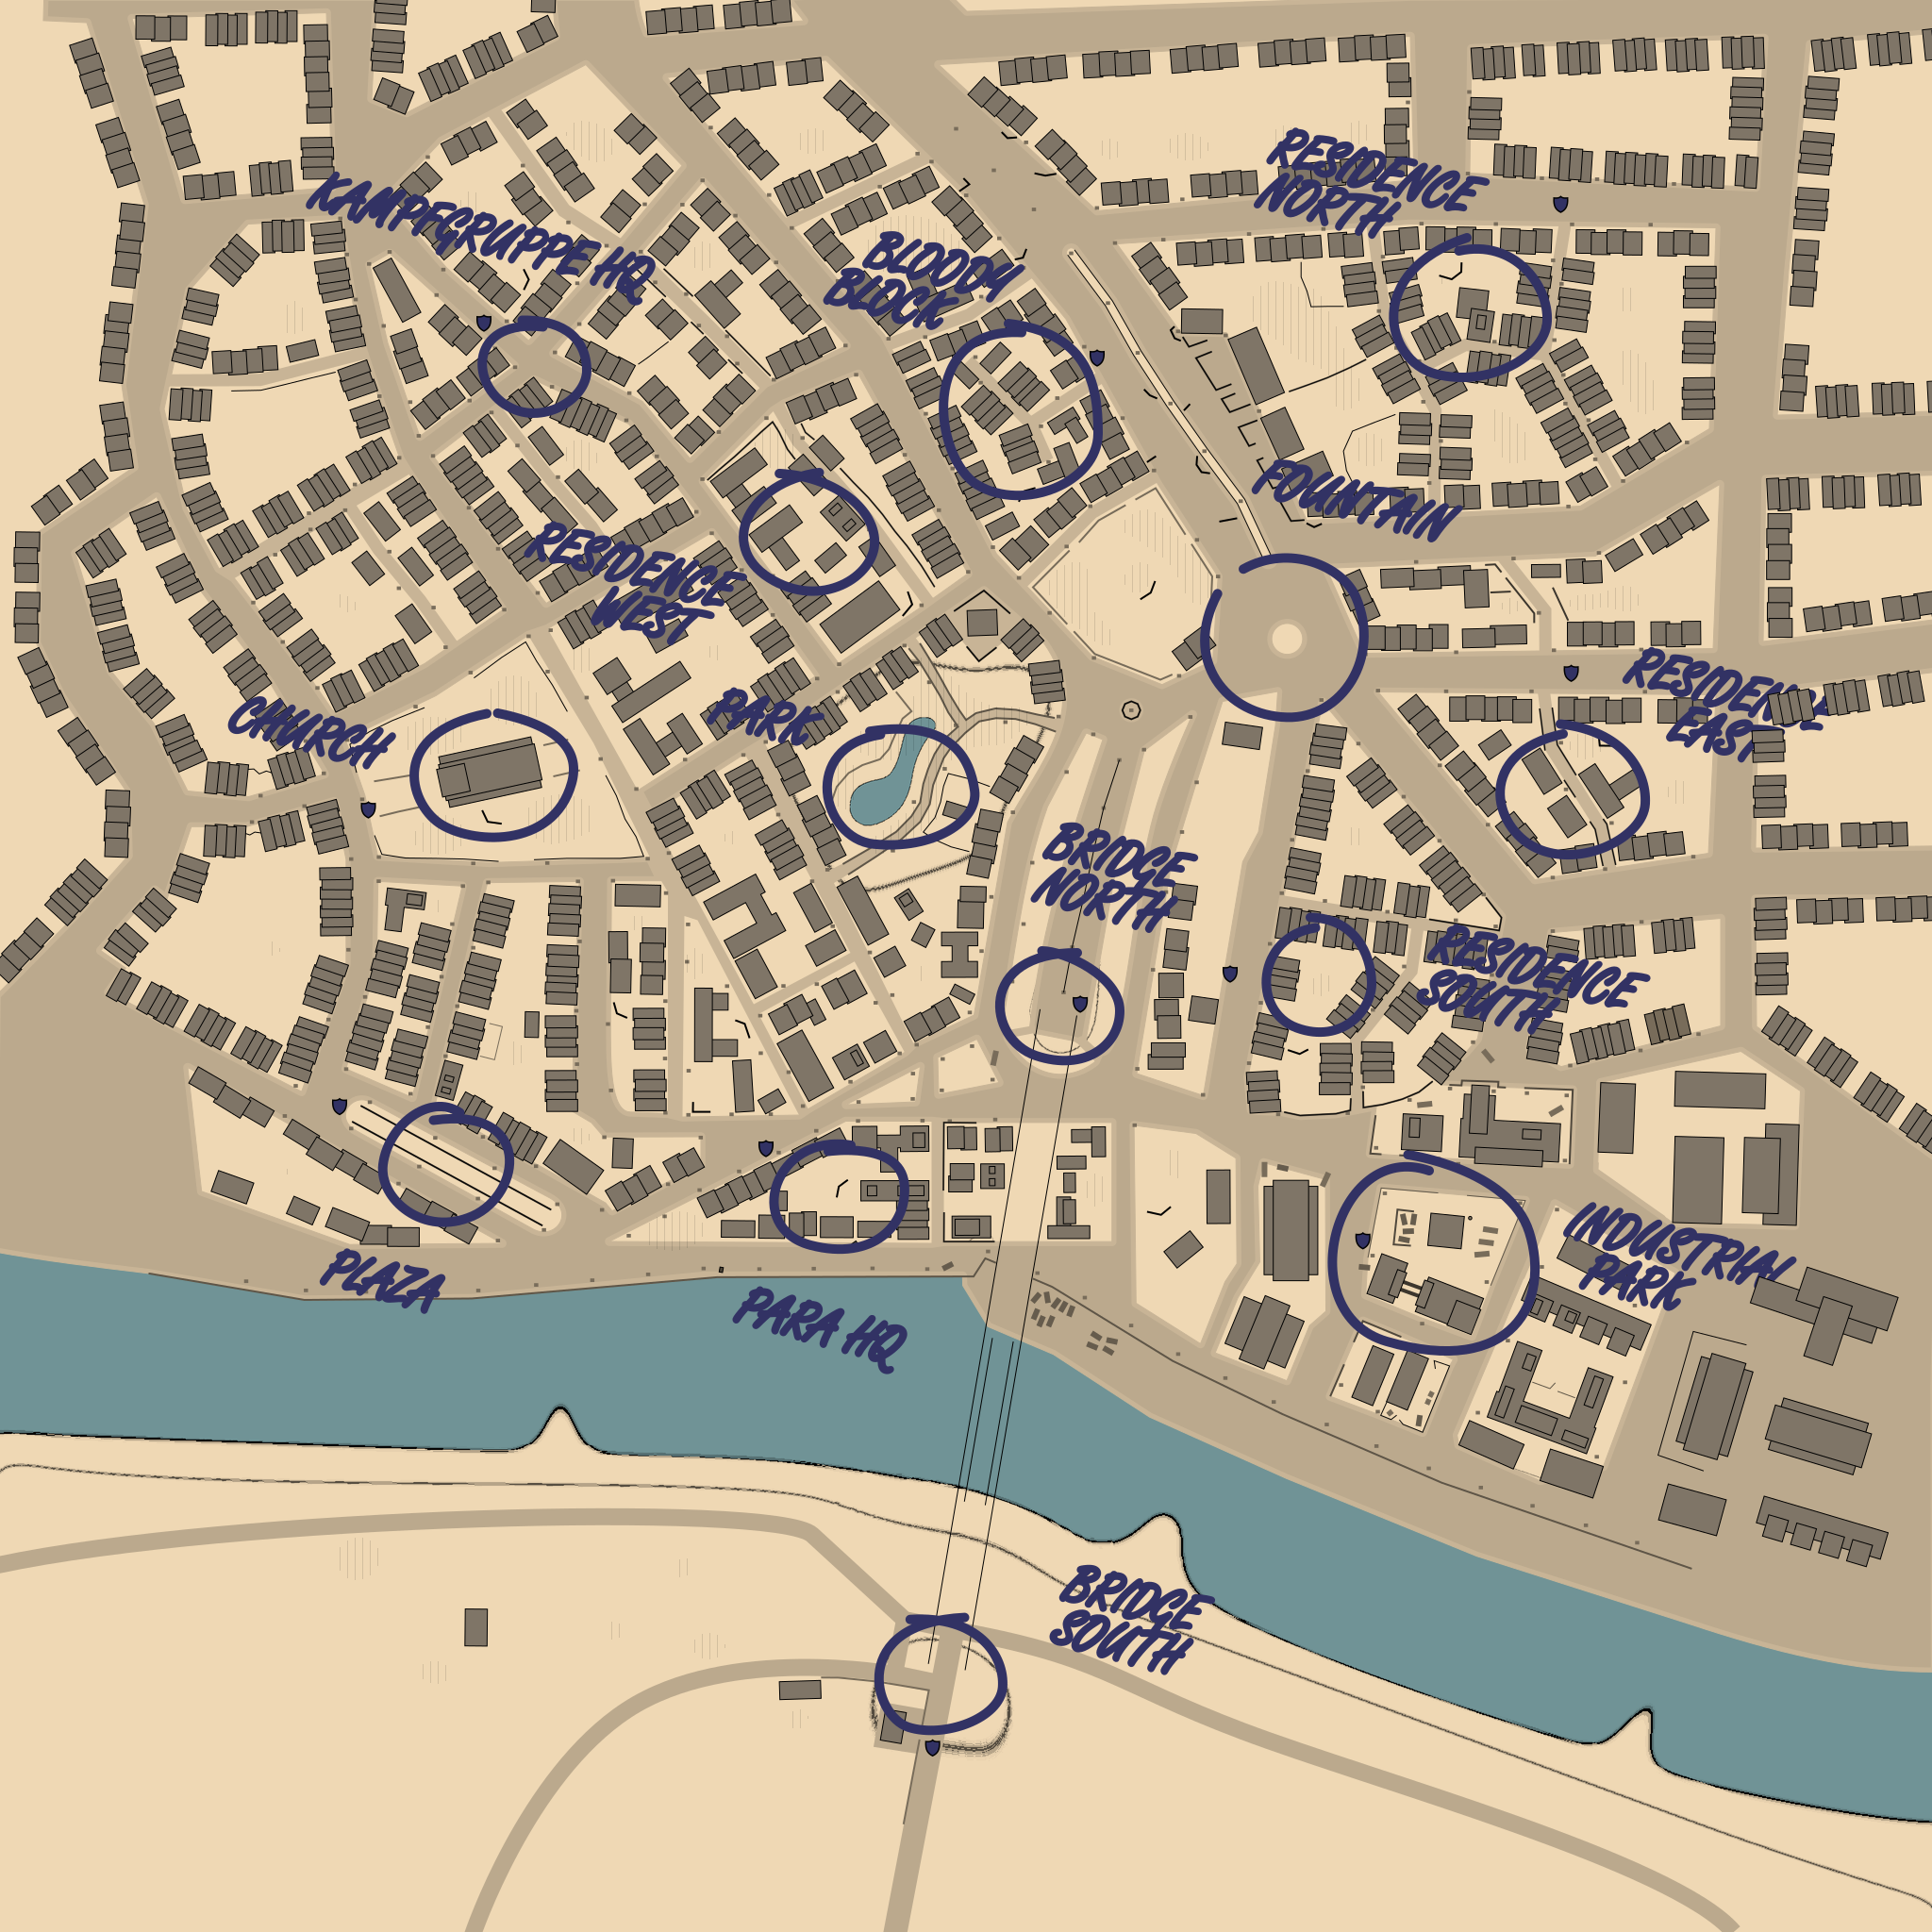 RESIDENCE
NORTH
KAMPFGRUPPE HQ
BLOODY
BLOCK
FOUNTAIN
RESIDENCE
WEST
RESIDENCE
EAST
CHURCH
PARK
BRIDGE
NORTH
RESIDENCE
SOUTH
INDUSTRIAL
PARK
PLAZA
PARA HQ
BRIDGE
SOUTH